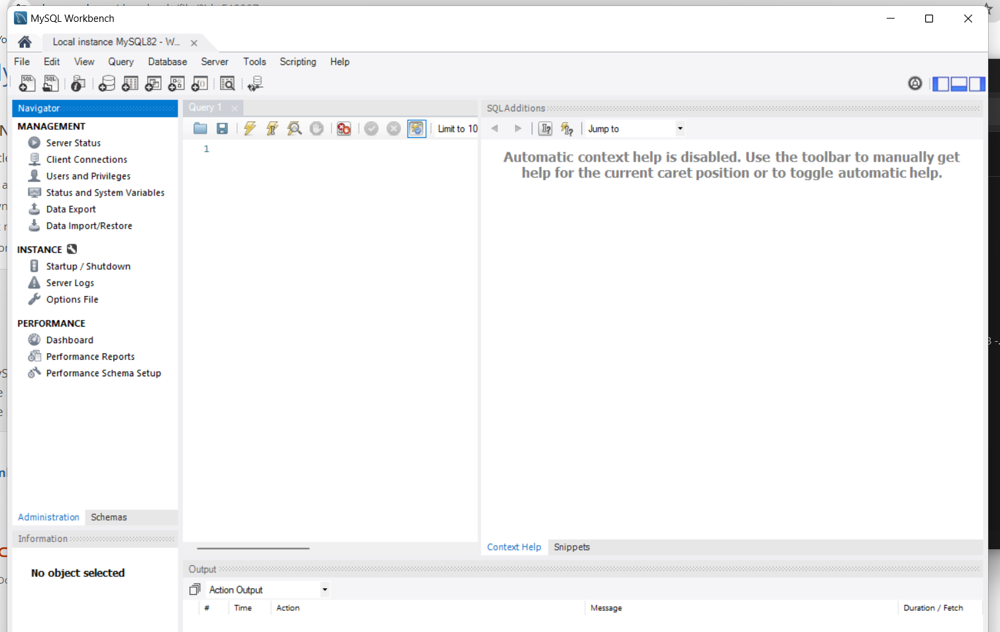 MySQL Workbench
Local instance MySQL82 - W...
File Edit View Query Database Server Tools Scripting Help
SQL SQL
Navigator
MANAGEMENT
Server Status
Client Connections
Users and Privileges
Status and System Variables
Data Export
Data Import/Restore
INSTANCE
Startup / Shutdown
Server Logs
Options File
PERFORMANCE
Dashboard
Performance Reports
Performance Schema Setup
Administration Schemas
Information
No object selected
Query 1
Limit to 10
1
SQLAdditions
Jump to
Automatic context help is disabled. Use the toolbar to manually get
help for the current caret position or to toggle automatic help.
Context Help Snippets
Output
Action Output
# Time Action Message Duration / Fetch